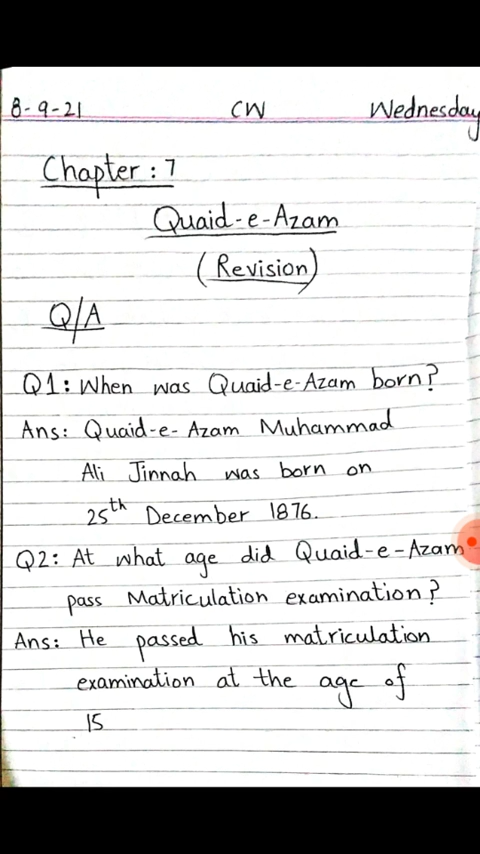 8-9-21 CW Wednesday
Chapter : 7
Quaid-e-Azam
(Revision)
Q/A
Q1: When was Quaid-e-Azam born?
Ans: Quaid-e-Azam Muhammad
Ali Jinnah was born on
25th December 1876.
Q2: At what age did Quaid-e-Azam
pass Matriculation examination?
Ans: He passed his matriculation
examination at the age of
15